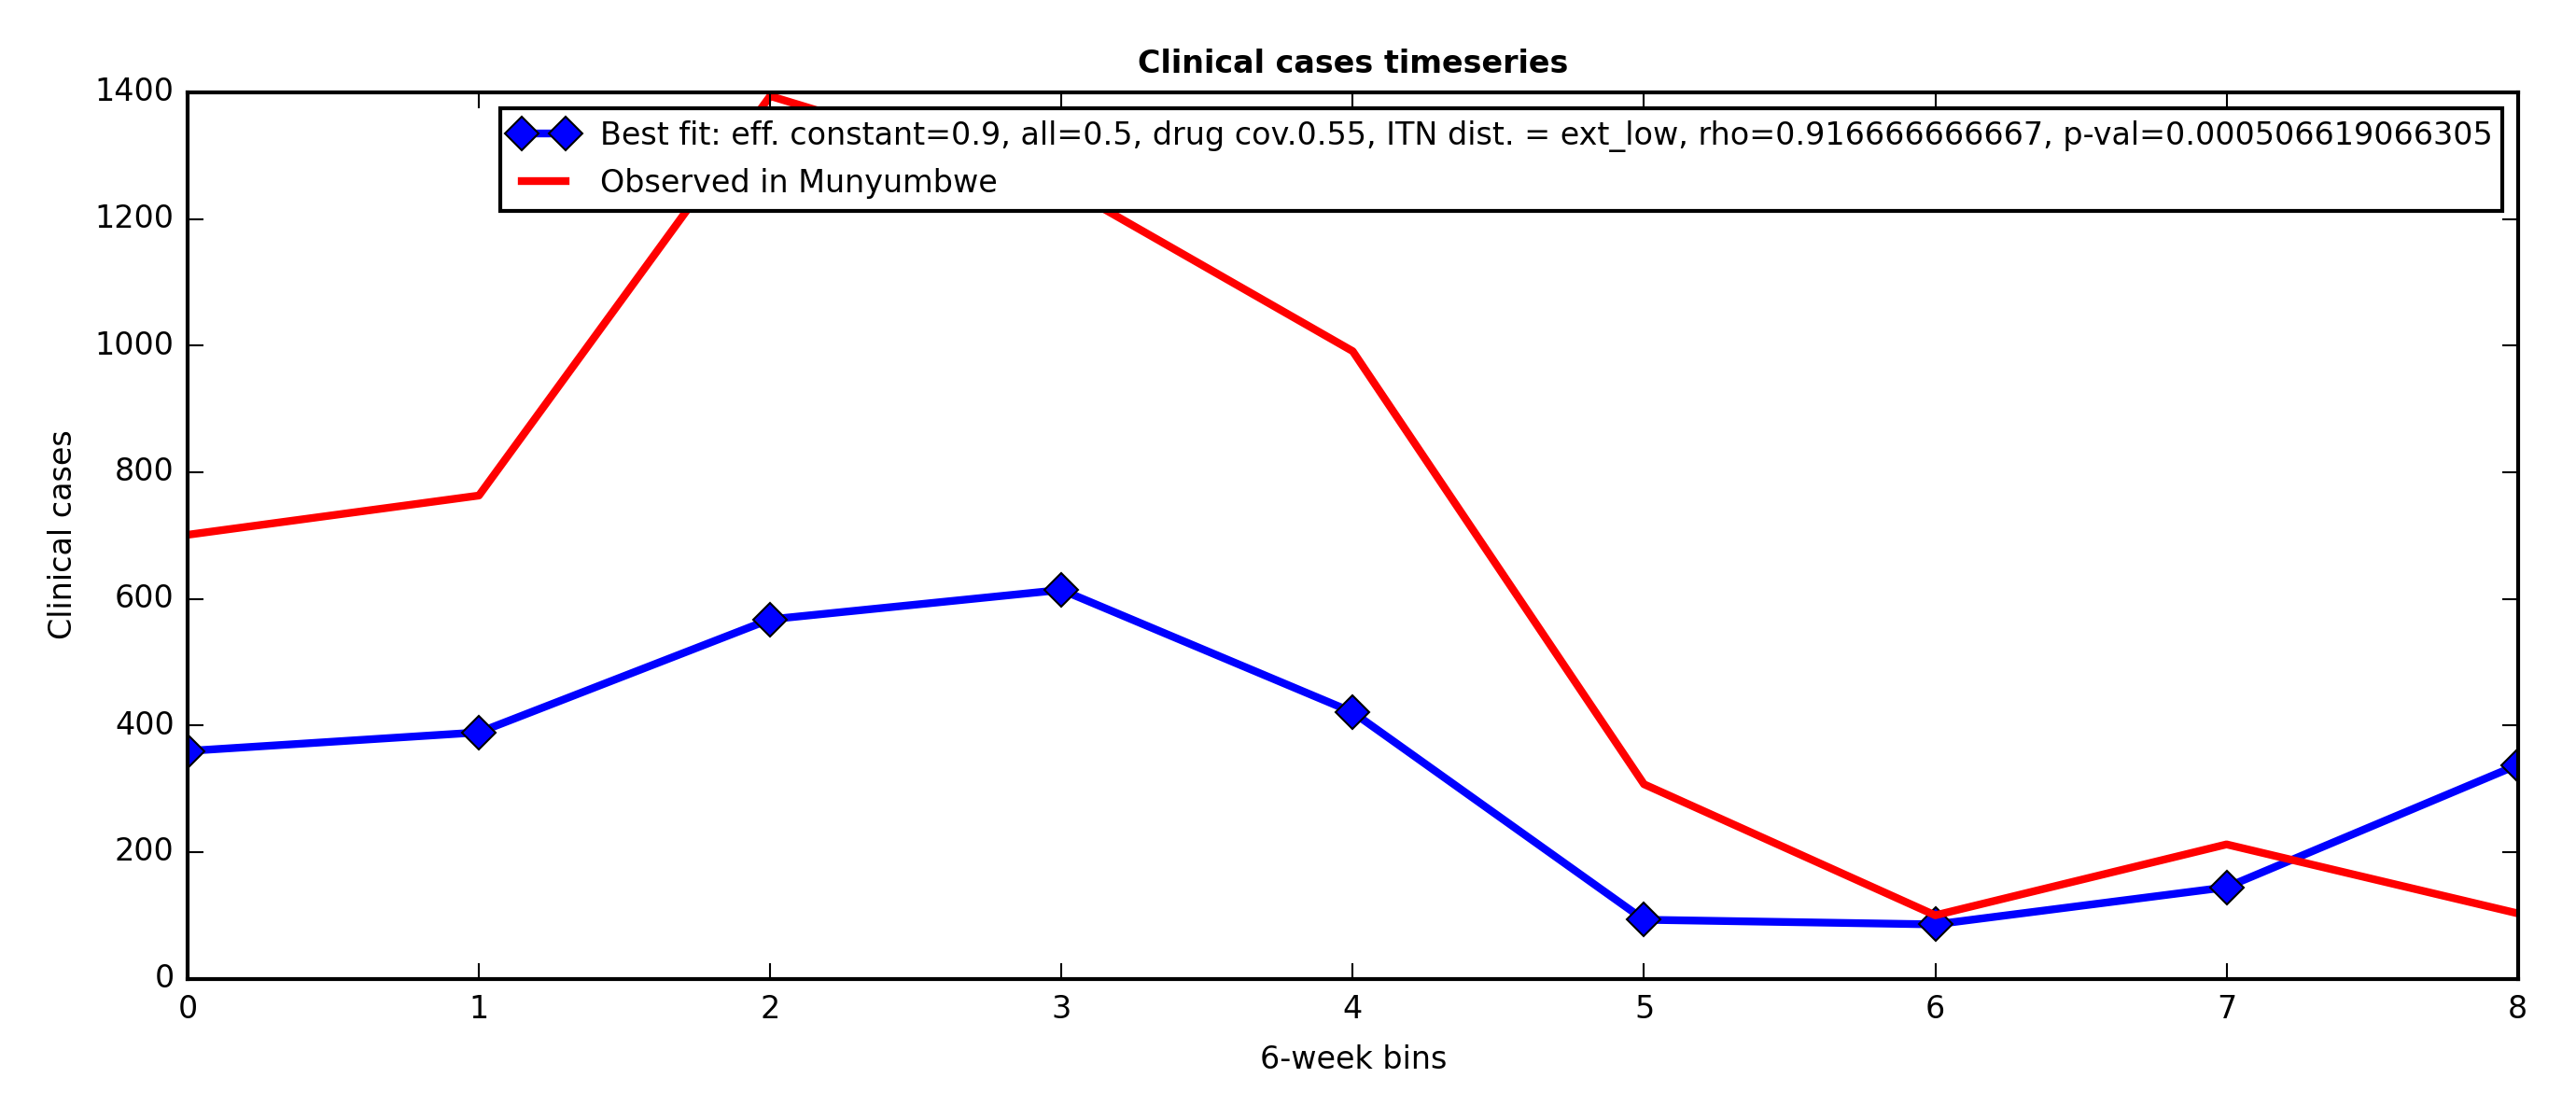 Clinical cases timeseries
1400
1200
1000
800
600
400
200
0
Clinical cases
Best fit: eff. constant=0.9, all=0.5, drug cov.0.55, ITN dist. = ext_low, rho=0.916666666667, p-val=0.000506619066305
Observed in Munyumbwe
0 1 2 3 4 5 6 7 8
6-week bins